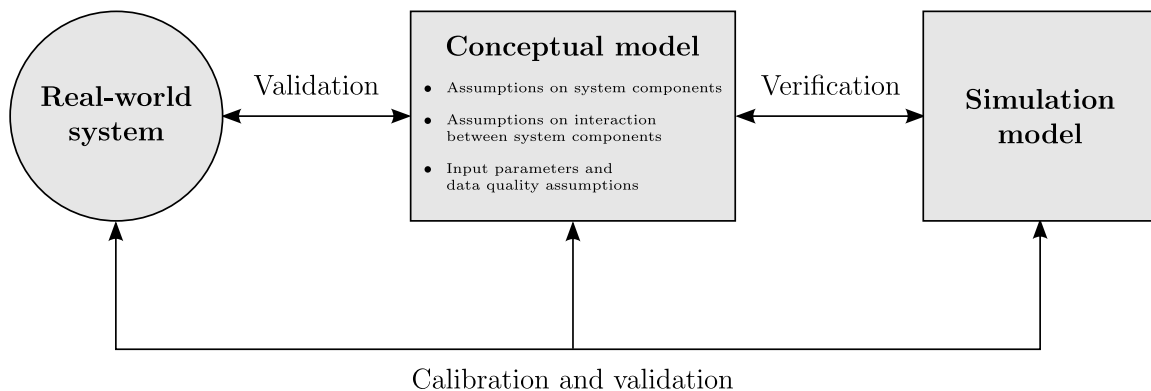 Real-world
system
Validation
Conceptual model
• Assumptions on system components
• Assumptions on interaction
between system components
• Input parameters and
data quality assumptions
Verification
Simulation
model
Calibration and validation